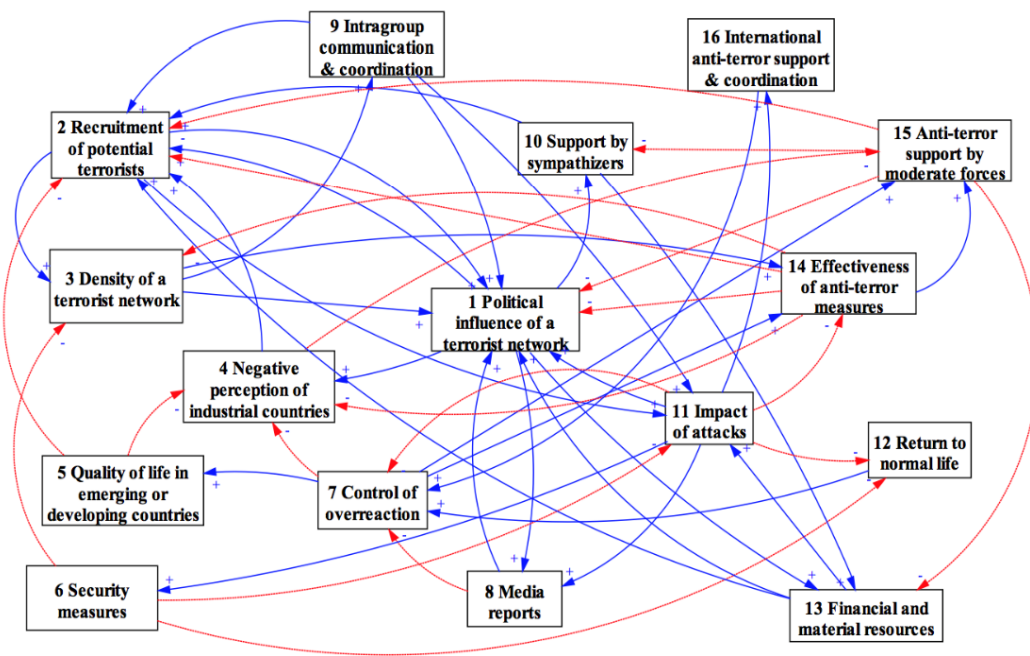 9 Intragroup
communication
& coordination
16 International
anti-terror support
& coordination
2 Recruitment
of potential
terrorists
10 Support by
sympathizers
15 Anti-terror
support by
moderate forces
3 Density of a
terrorist network
14 Effectiveness
of anti-terror
measures
1 Political
influence of a
terrorist network
4 Negative
perception of
industrial countries
11 Impact
of attacks
12 Return to
normal life
5 Quality of life in
emerging or
developing countries
7 Control of
overreaction
6 Security
measures
8 Media
reports
13 Financial and
material resources